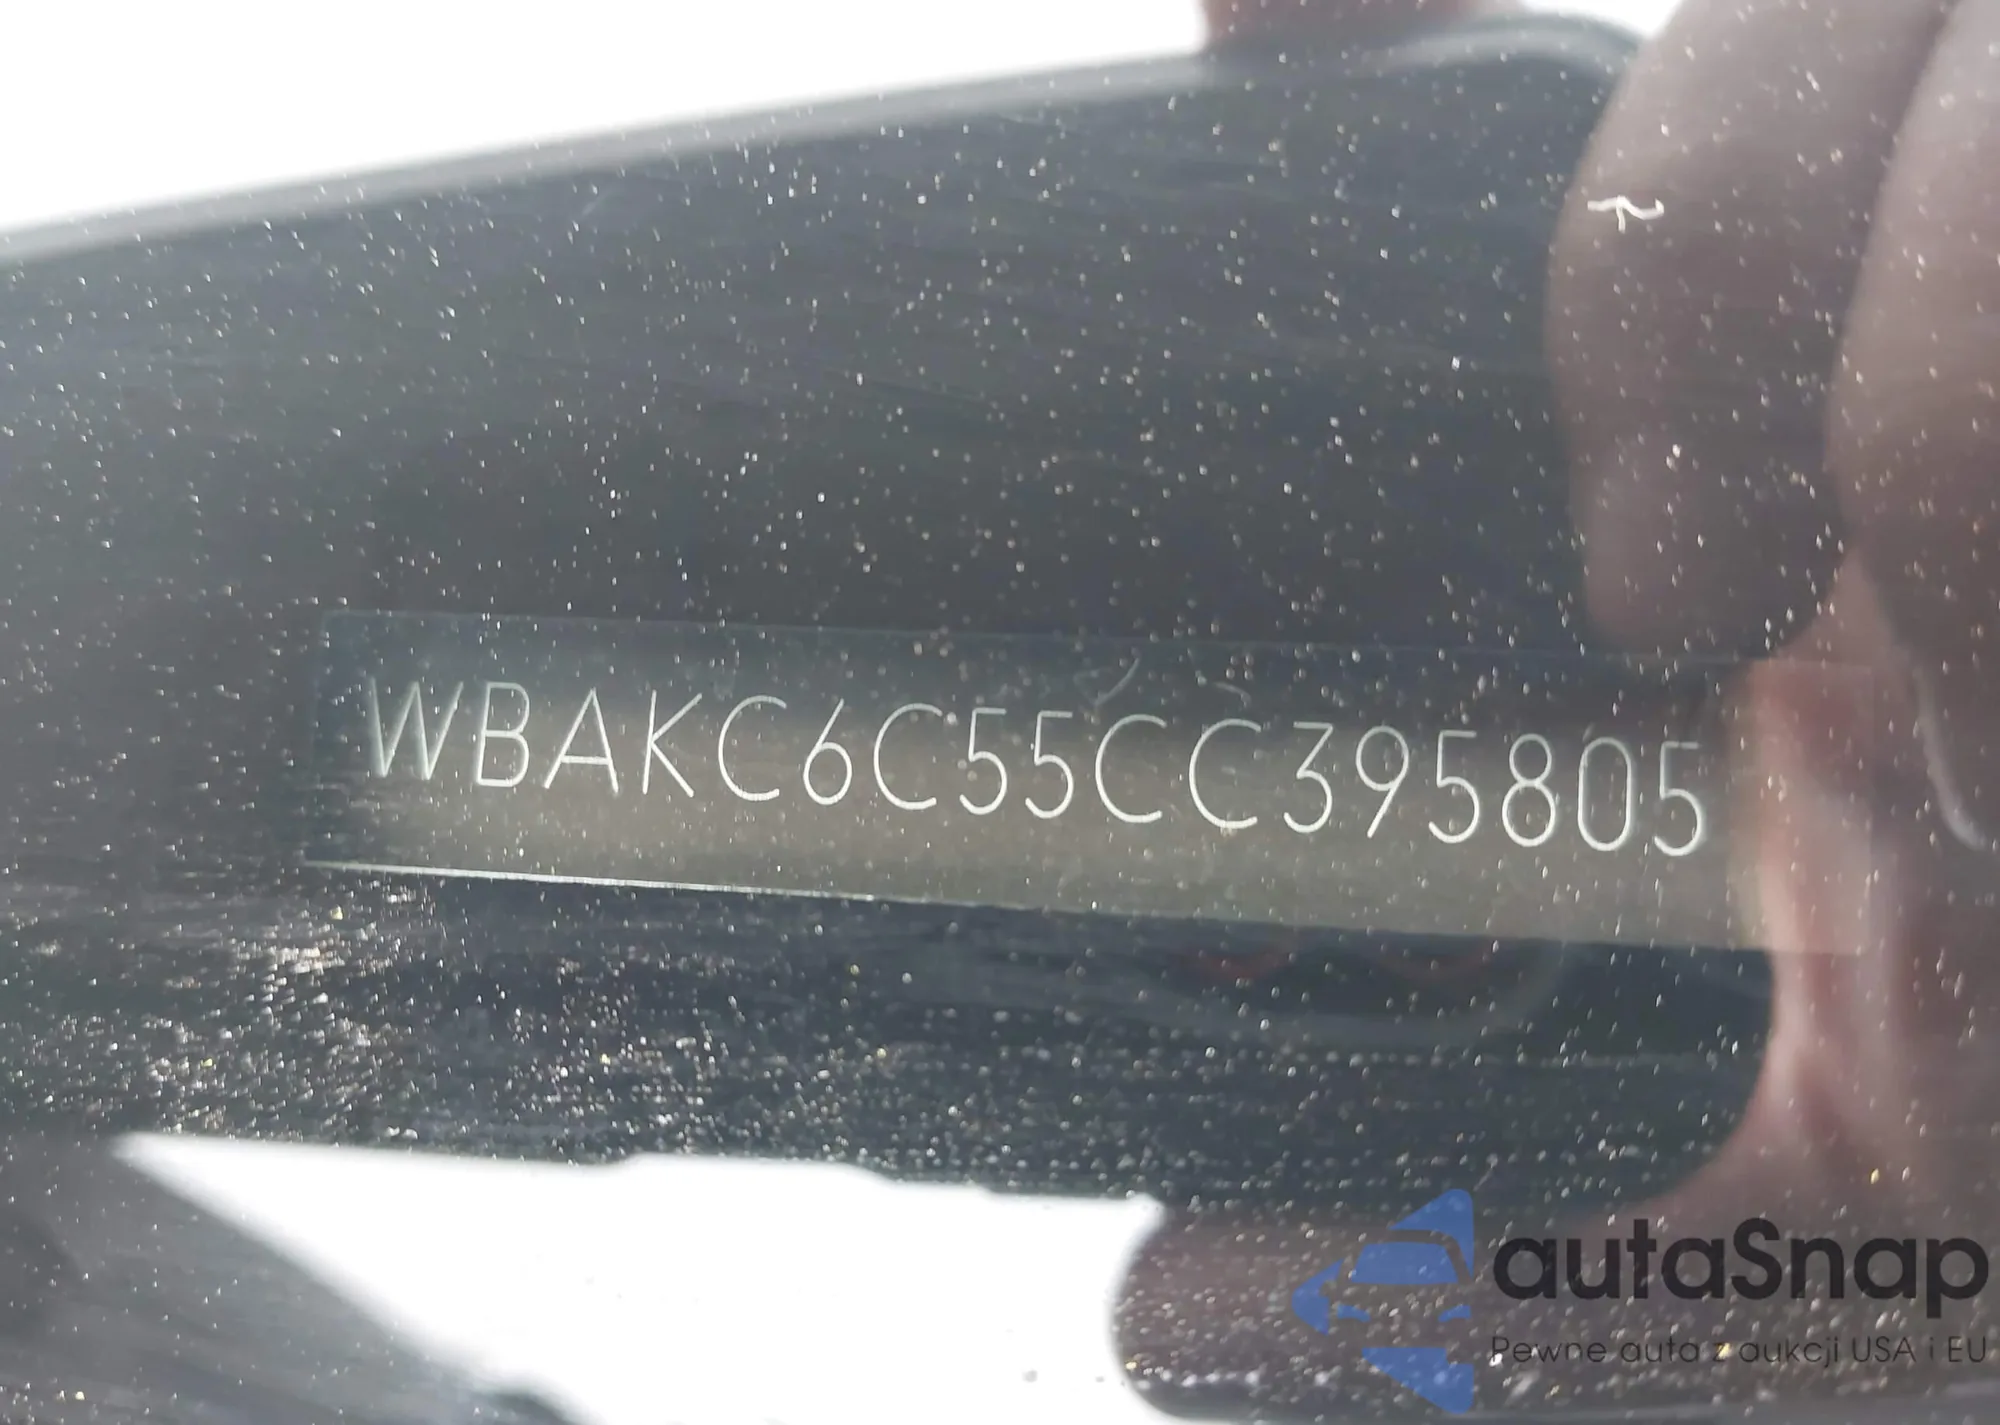 WBAKC6C55CC395805
autaSnap
Pewne auta z aukcji USA i EU